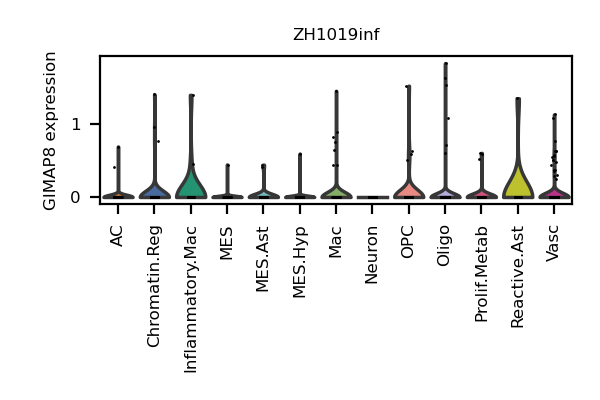 ZH1019inf
GIMAP8 expression
1
0
AC
Chromatin.Reg
Inflammatory.Mac
MES
MES.Ast
MES.Hyp
Mac
Neuron
OPC
Oligo
Prolif.Metab
Reactive.Ast
Vasc